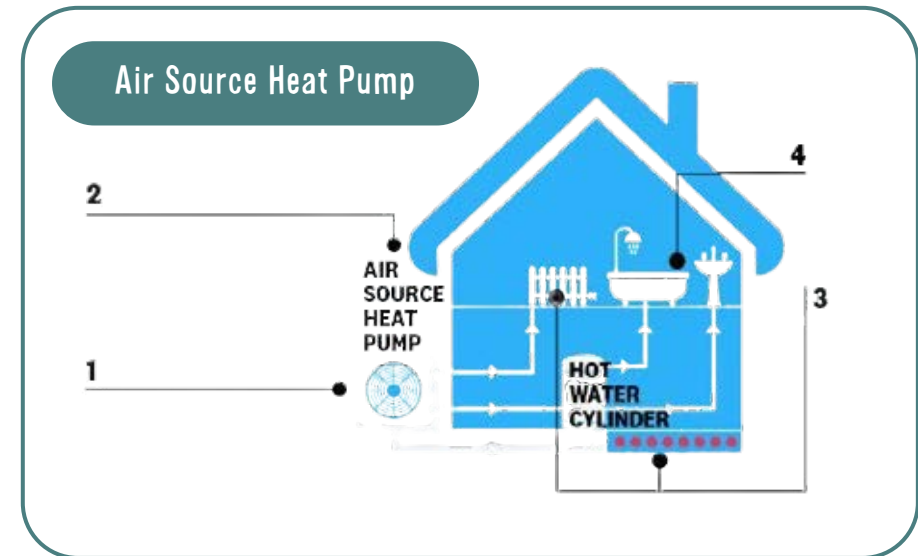 Air Source Heat Pump
4
2
AIR
SOURCE
HEAT
PUMP
3
1
HOT
WATER
CYLINDER